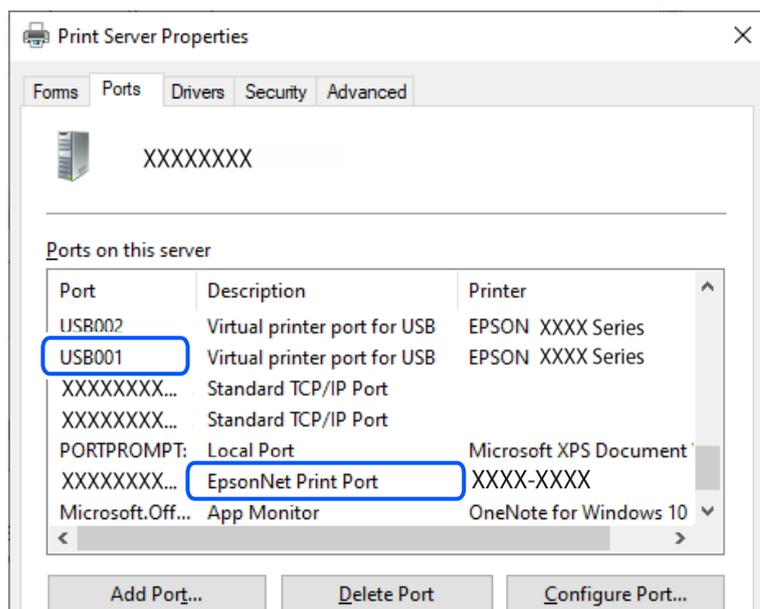 Print Server Properties
Forms Ports Drivers Security Advanced
XXXXXXXX
Ports on this server
Port Description Printer
USB002 Virtual printer port for USB EPSON XXXX Series
USB001 Virtual printer port for USB EPSON XXXX Series
XXXXXXXX... Standard TCP/IP Port
XXXXXXXX... Standard TCP/IP Port
PORTPROMPT: Local Port Microsoft XPS Document
XXXXXXXX... EpsonNet Print Port XXXX-XXXX
Microsoft.Off... App Monitor OneNote for Windows 10
Add Port... Delete Port Configure Port...